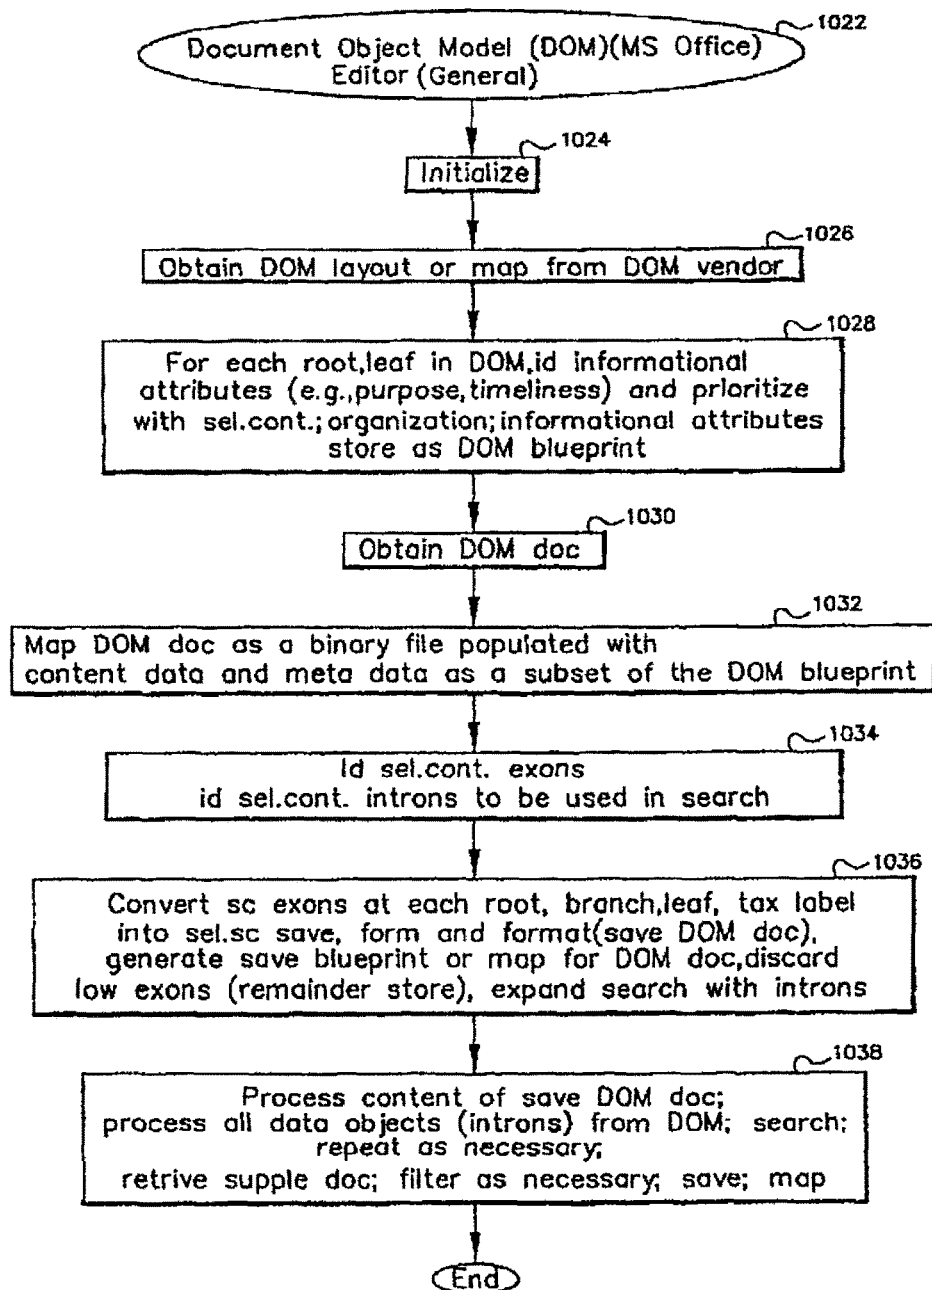 1022
Document Object Model (DOM)(MS Office)
Editor (General)
1024
Initialize
1026
Obtain DOM layout or map from DOM vendor
1028
For each root,leaf in DOM,id informational
attributes (e.g.,purpose,timeliness) and prioritize
with sel.cont.;organization;informational attributes
store as DOM blueprint
1030
Obtain DOM doc
1032
Map DOM doc as a binary file populated with
content data and meta data as a subset of the DOM blueprint
1034
Id sel.cont. exons
id sel.cont. introns to be used in search
1036
Convert sc exons at each root, branch,leaf, tax label
into sel.sc save, form and format(save DOM doc),
generate save blueprint or map for DOM doc,discard
low exons (remainder store), expand search with introns
1038
Process content of save DOM doc;
process all data objects (introns) from DOM; search;
repeat as necessary;
retrive supple doc; filter as necessary; save; map
End